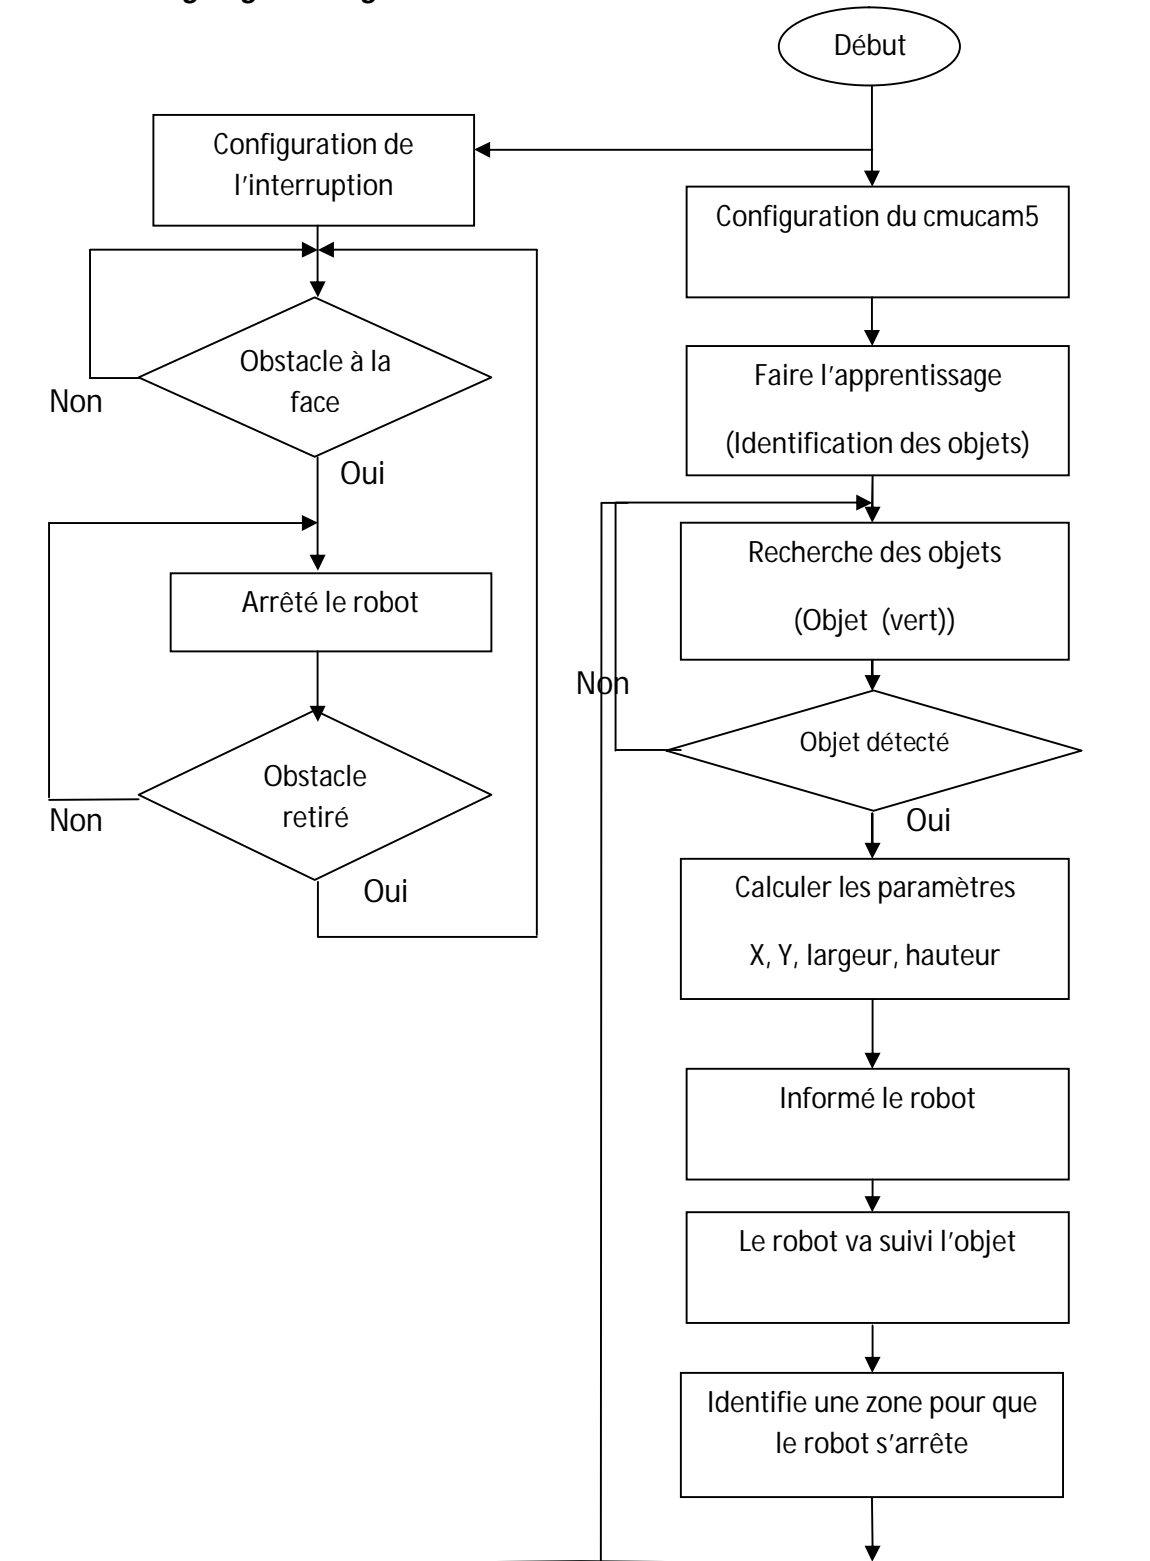 Début
Configuration de
l'interruption
Configuration du cmucam5
Obstacle à la
face
Non
Oui
Faire l'apprentissage
(Identification des objets)
Recherche des objets
(Objet (vert))
Arrêté le robot
Non
Objet détecté
Obstacle
retiré
Non
Oui
Oui
Calculer les paramètres
X, Y, largeur, hauteur
Informé le robot
Le robot va suivi l'objet
Identifie une zone pour que
le robot s'arrête